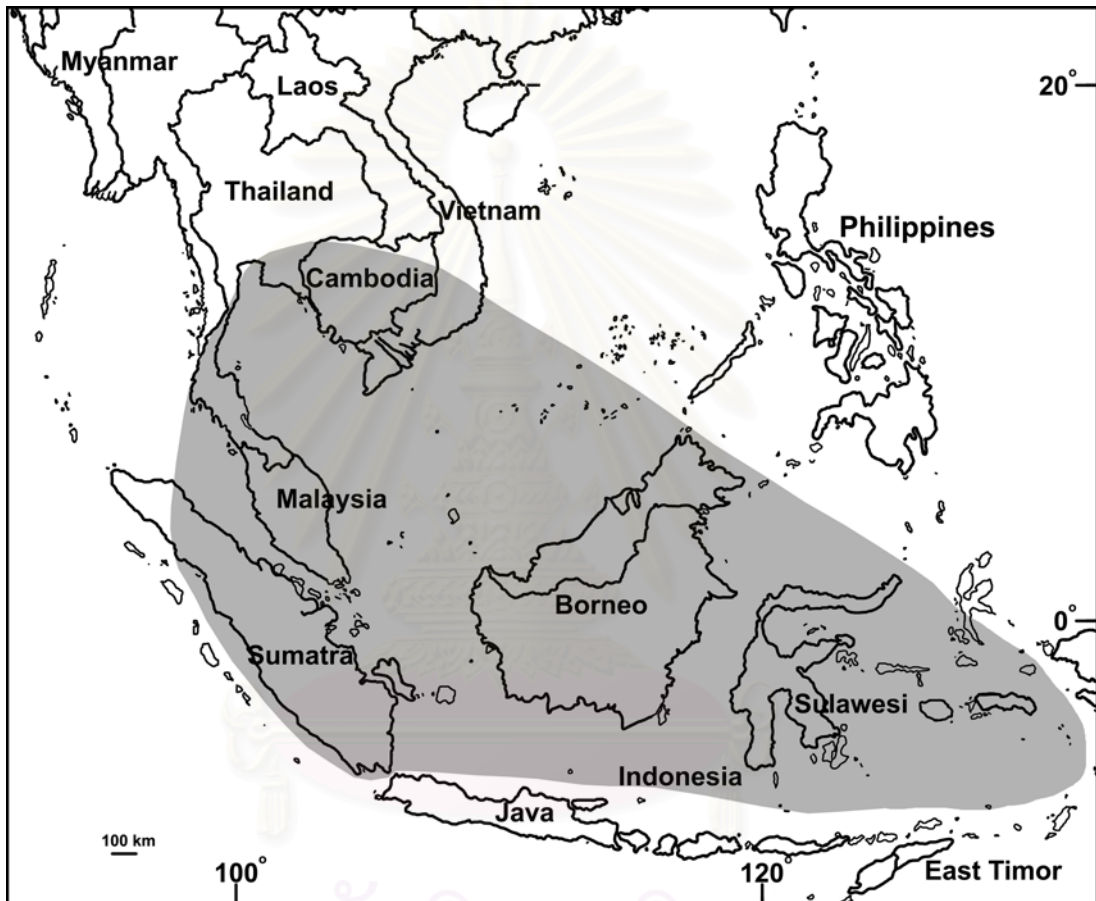 Myanmar
Laos
20°
Thailand
Vietnam
Philippines
Cambodia
Malaysia
Borneo
0°
Sumatra
Sulawesi
Indonesia
Java
100 km
100°
120°
East Timor